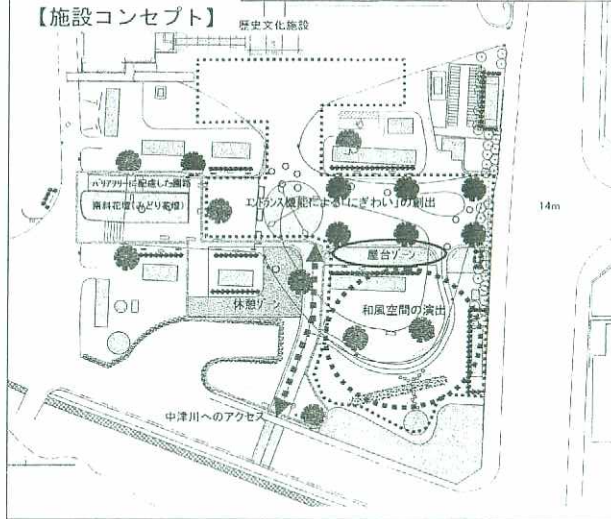 【施設コンセプト】
歴史文化施設
バリアフリーに配慮した園路
資料花壇(みどり花壇)
エントランス機能による「にぎわい」の創出
14m
屋台ゾーン
休憩ゾーン
和風空間の演出
中津川へのアクセス